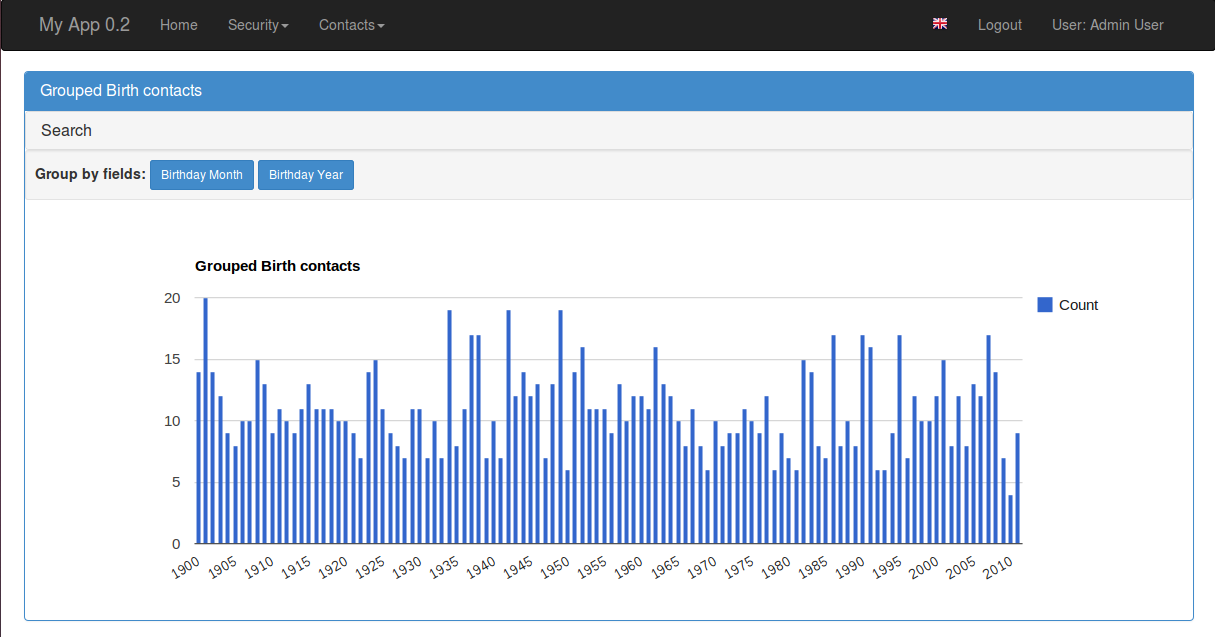 My App 0.2 Home Security Contacts Logout User: Admin User
Grouped Birth contacts
Search
Group by fields: Birthday Month Birthday Year
Grouped Birth contacts
20
Count
15
10
5
0
1900 1905 1910 1915 1920 1925 1930 1935 1940 1945 1950 1955 1960 1965 1970 1975 1980 1985 1990 1995 2000 2005 2010